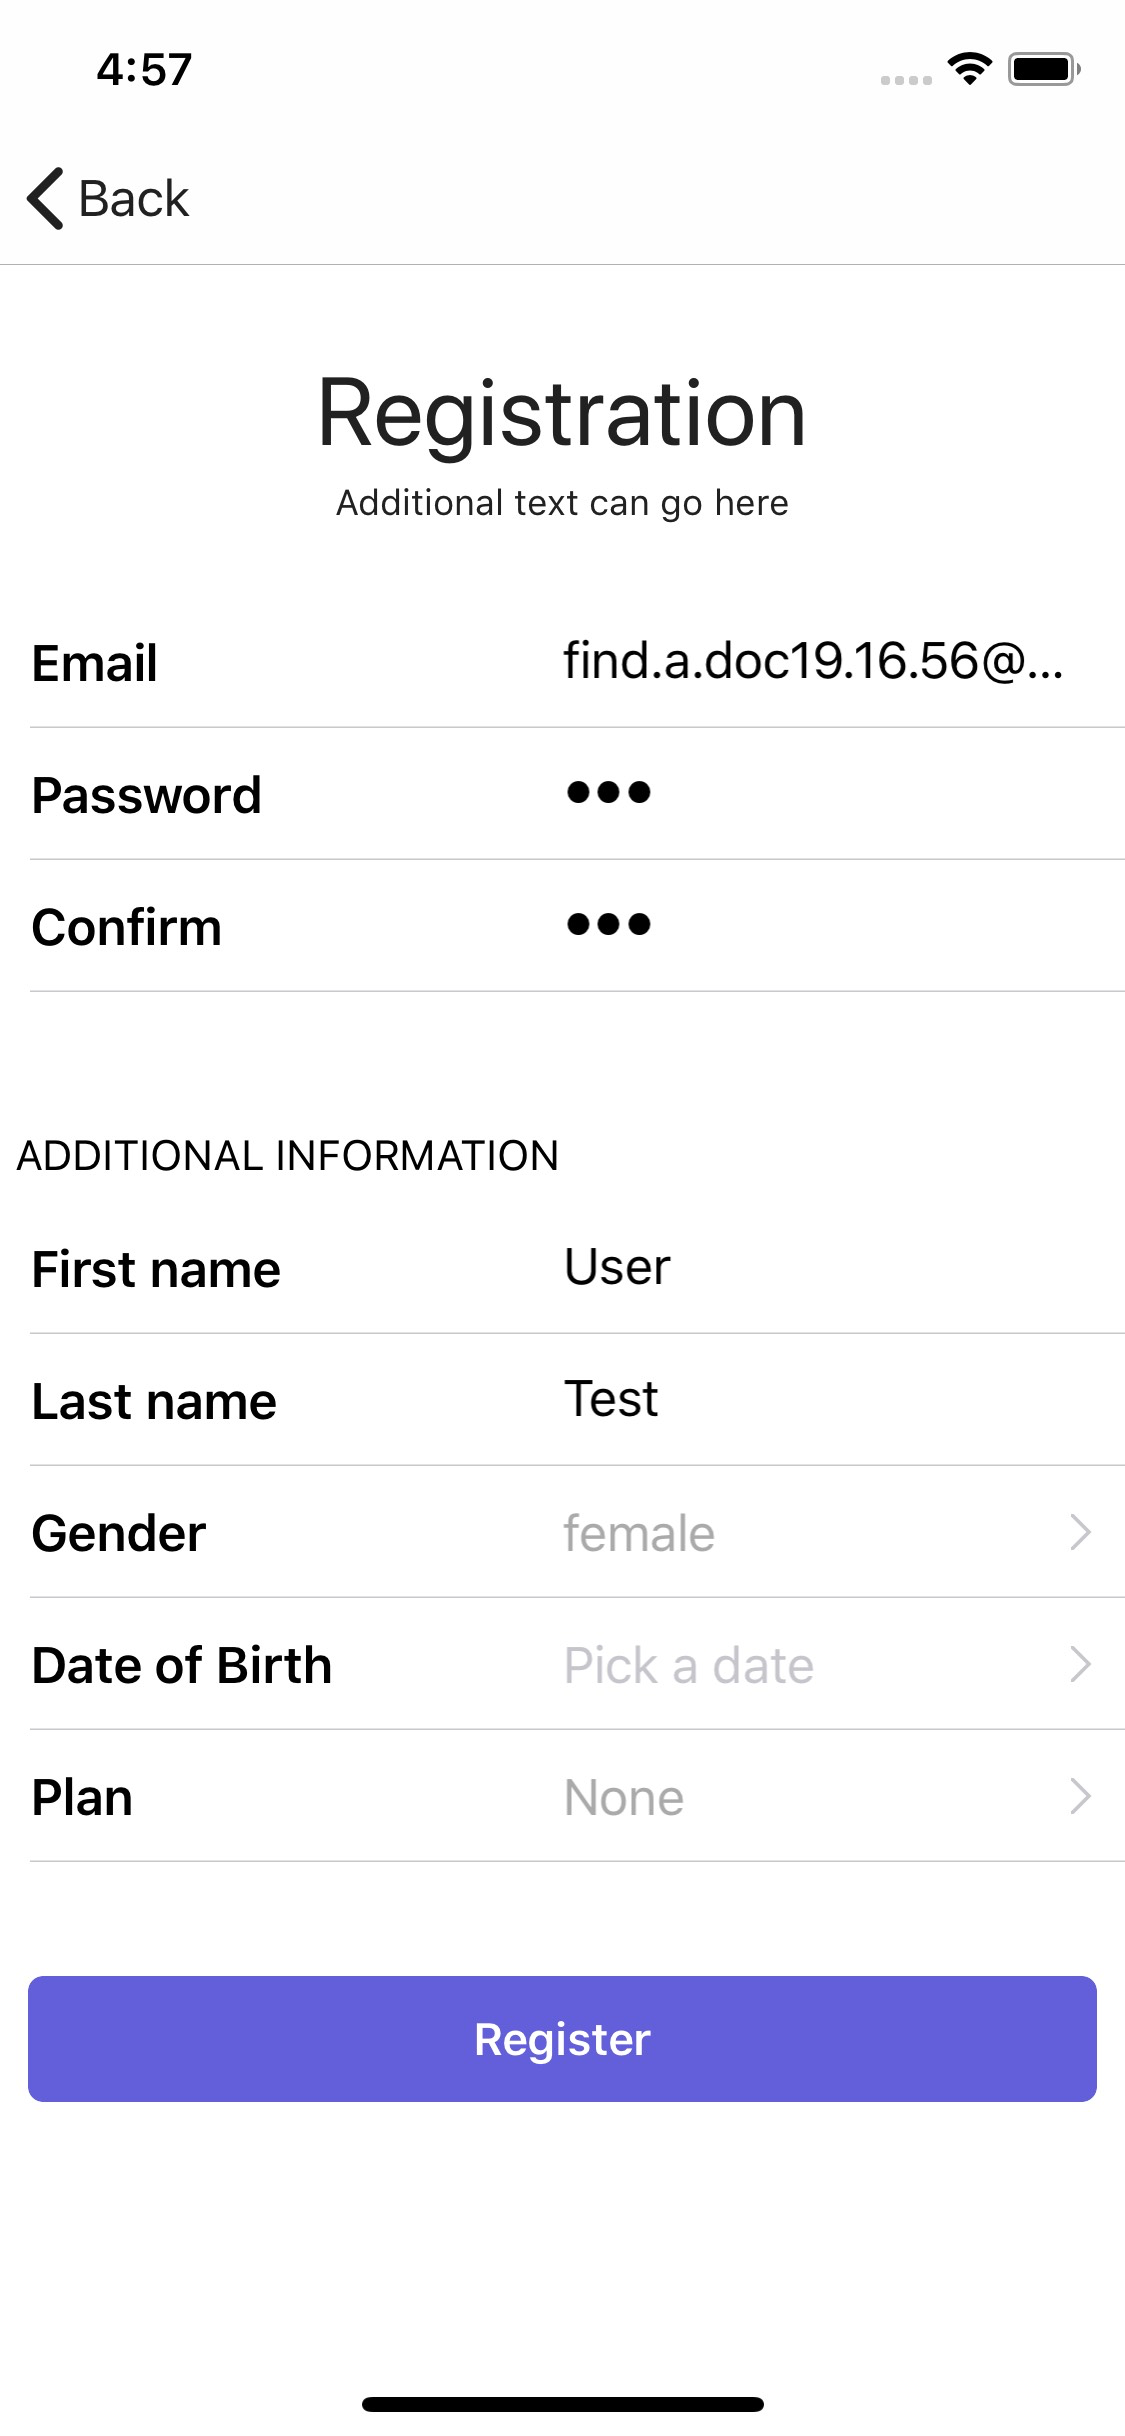 4:57
Back
Registration
Additional text can go here
Email find.a.doc19.16.56@...
Password •••
Confirm •••
ADDITIONAL INFORMATION
First name User
Last name Test
Gender female
Date of Birth Pick a date
Plan None
Register